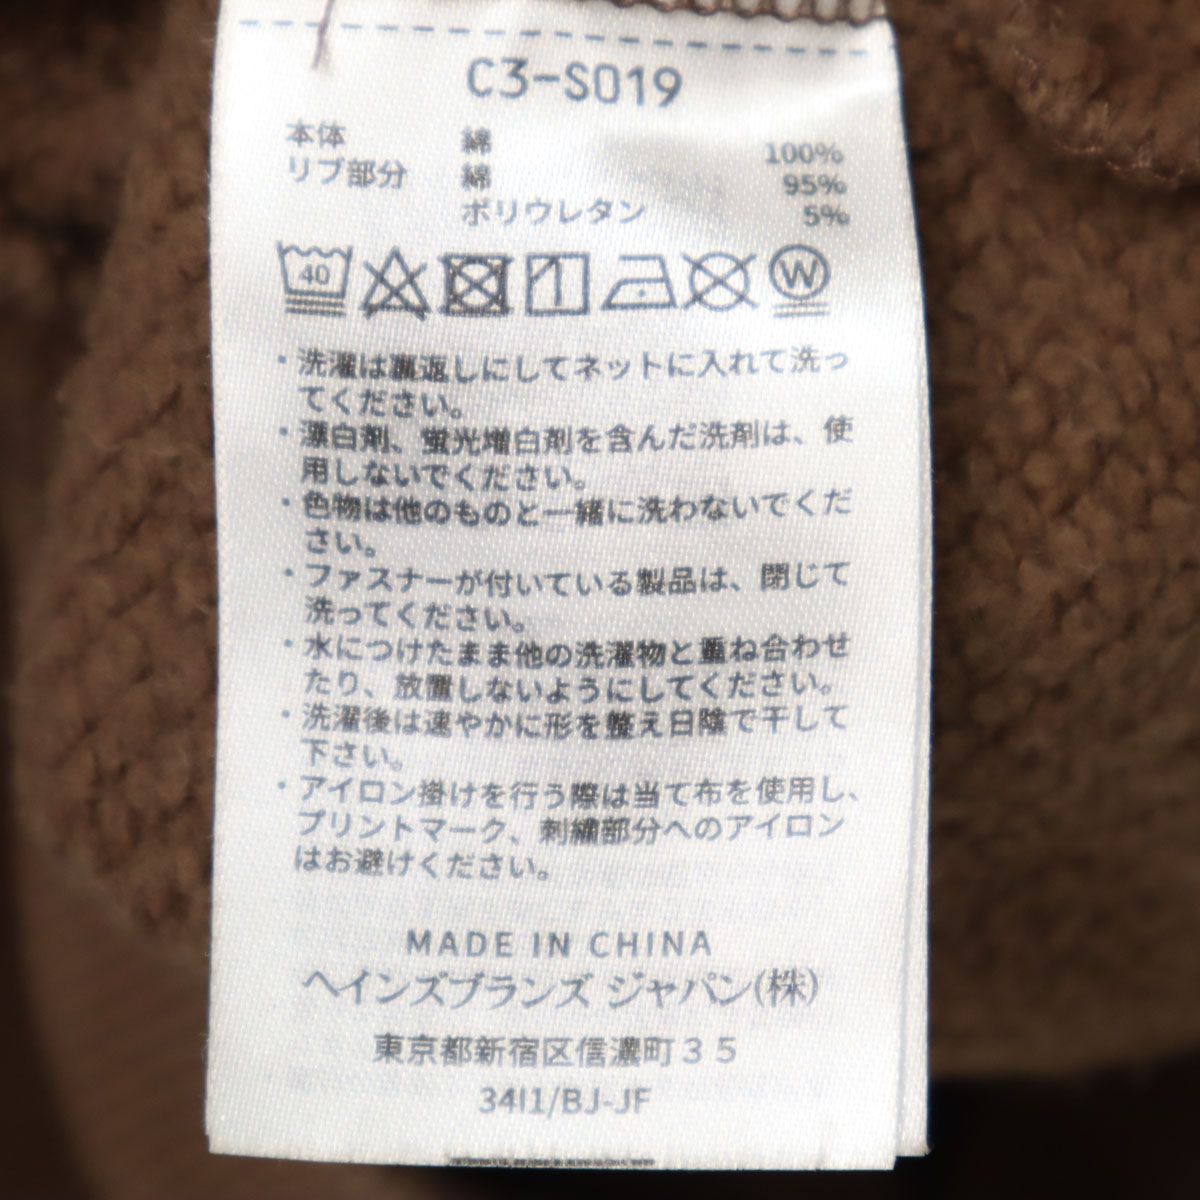 C3-S019
本体 綿 100%
リブ部分 綿 95%
ポリウレタン 5%
40 W
・洗濯は裏返しにしてネットに入れて洗っ
てください。
・漂白剤、蛍光増白剤を含んだ洗剤は、使
用しないでください。
・色物は他のものと一緒に洗わないでくだ
さい。
・ファスナーが付いている製品は、閉じて
洗ってください。
・水につけたまま他の洗濯物と重ね合わせ
たり、放置しないようにしてください。
・洗濯後は速やかに形を整え日陰で干して
下さい。
・アイロン掛けを行う際は当て布を使用し、
プリントマーク、刺繍部分へのアイロン
はお避けください。
MADE IN CHINA
ヘインズブランズ ジャパン(株)
東京都新宿区信濃町35
34I1/BJ-JF